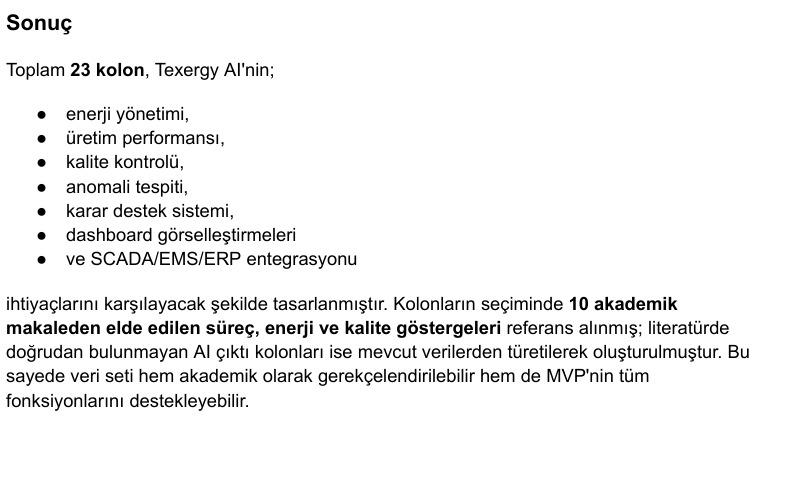 Sonuç
Toplam 23 kolon, Texergy AI'nin;
● enerji yönetimi,
● üretim performansı,
● kalite kontrolü,
● anomali tespiti,
● karar destek sistemi,
● dashboard görselleştirmeleri
● ve SCADA/EMS/ERP entegrasyonu
ihtiyaçlarını karşılayacak şekilde tasarlanmıştır. Kolonların seçiminde 10 akademik
makaleden elde edilen süreç, enerji ve kalite göstergeleri referans alınmış; literatürde
doğrudan bulunmayan AI çıktı kolonları ise mevcut verilerden türetilerek oluşturulmuştur. Bu
sayede veri seti hem akademik olarak gerekçelendirilebilir hem de MVP'nin tüm
fonksiyonlarını destekleyebilir.